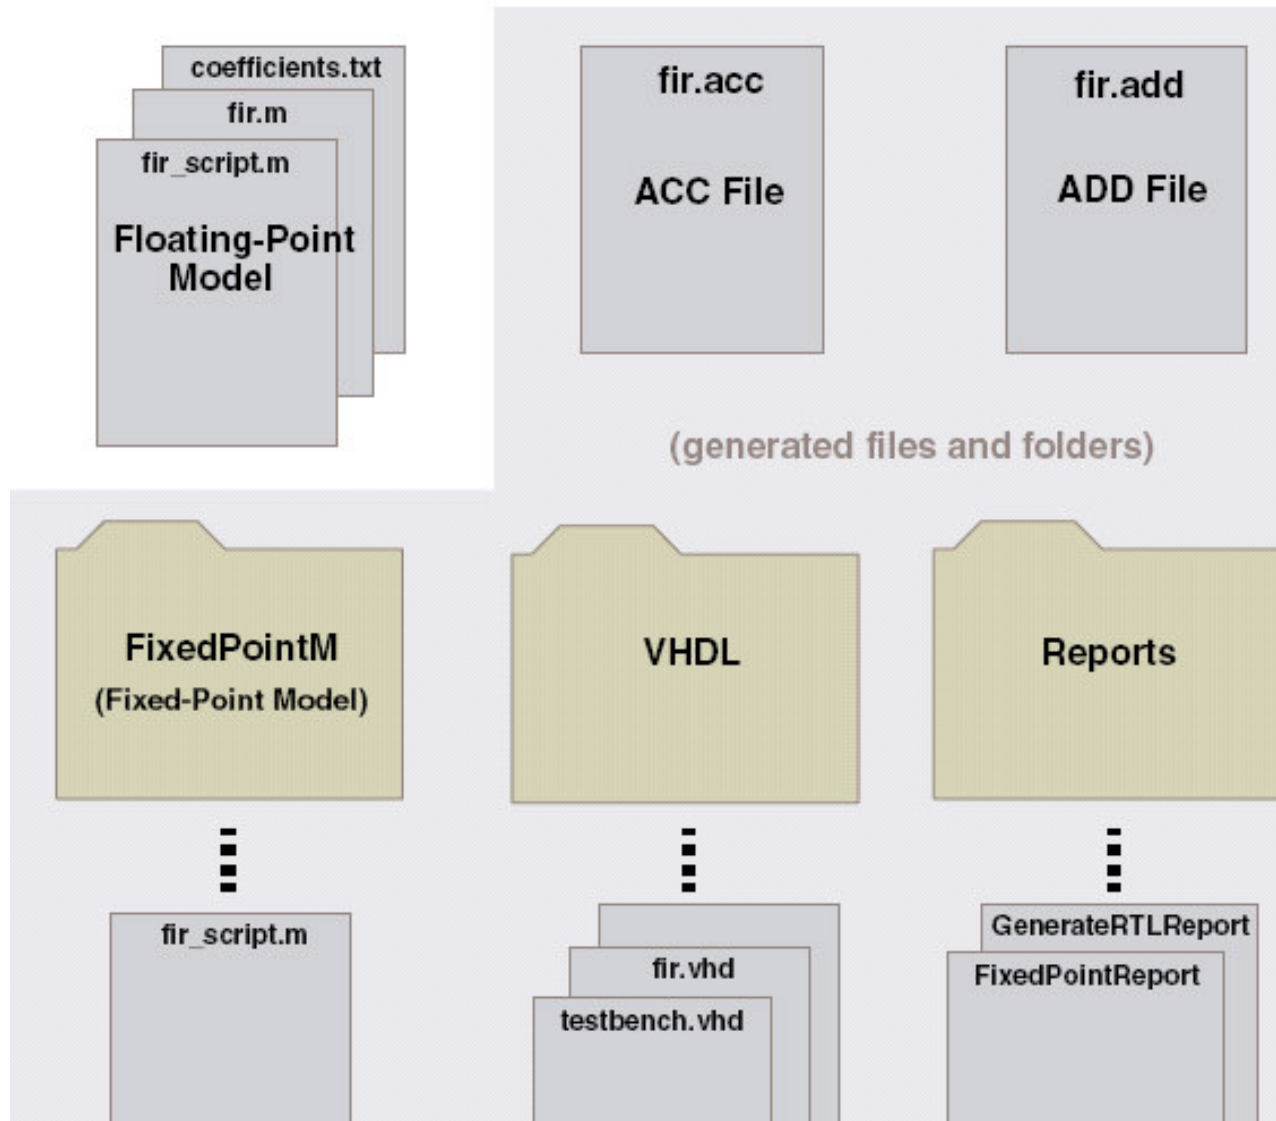 coefficients.txt
fir.m
fir_script.m
Floating-Point
Model
fir.acc
ACC File
fir.add
ADD File
(generated files and folders)
FixedPointM
(Fixed-Point Model)
VHDL
Reports
fir_script.m
fir.vhd
testbench.vhd
GenerateRTLReport
FixedPointReport